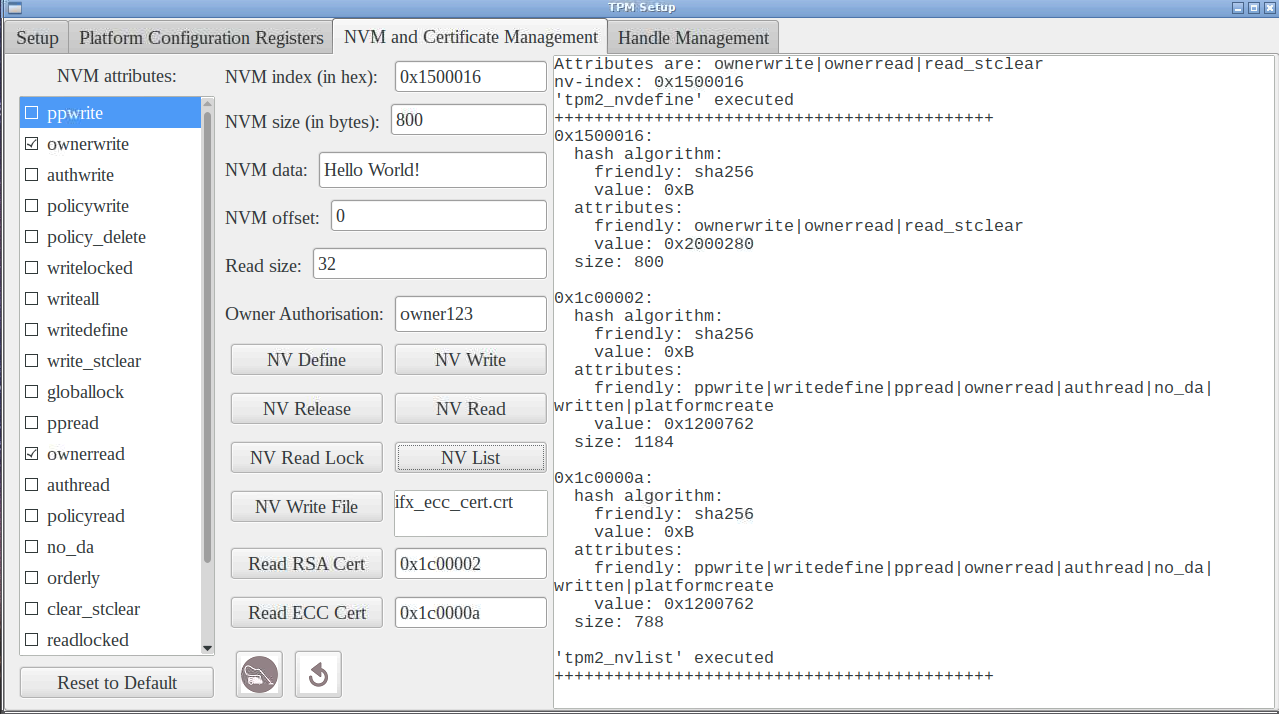 TPM Setup
Setup
Platform Configuration Registers
NVM and Certificate Management
Handle Management
NVM attributes:
ppwrite
ownerwrite
authwrite
policywrite
policy_delete
writelocked
writeall
writedefine
write_stclear
globallock
ppread
ownerread
authread
policyread
no_da
orderly
clear_stclear
readlocked
Reset to Default
NVM index (in hex): 0x1500016
NVM size (in bytes): 800
NVM data: Hello World!
NVM offset: 0
Read size: 32
Owner Authorisation: owner123
NV Define
NV Write
NV Release
NV Read
NV Read Lock
NV List
NV Write File
ifx_ecc_cert.crt
Read RSA Cert
0x1c00002
Read ECC Cert
0x1c0000a
Attributes are: ownerwrite|ownerread|read_stclear
nv-index: 0x1500016
'tpm2_nvdefine' executed
++++++++++++++++++++++++++++++++++++++++++++
0x1500016:
hash algorithm:
friendly: sha256
value: 0xB
attributes:
friendly: ownerwrite|ownerread|read_stclear
value: 0x2000280
size: 800
0x1c00002:
hash algorithm:
friendly: sha256
value: 0xB
attributes:
friendly: ppwrite|writedefine|ppread|ownerread|authread|no_da|
written|platformcreate
value: 0x1200762
size: 1184
0x1c0000a:
hash algorithm:
friendly: sha256
value: 0xB
attributes:
friendly: ppwrite|writedefine|ppread|ownerread|authread|no_da|
written|platformcreate
value: 0x1200762
size: 788
'tpm2_nvlist' executed
++++++++++++++++++++++++++++++++++++++++++++